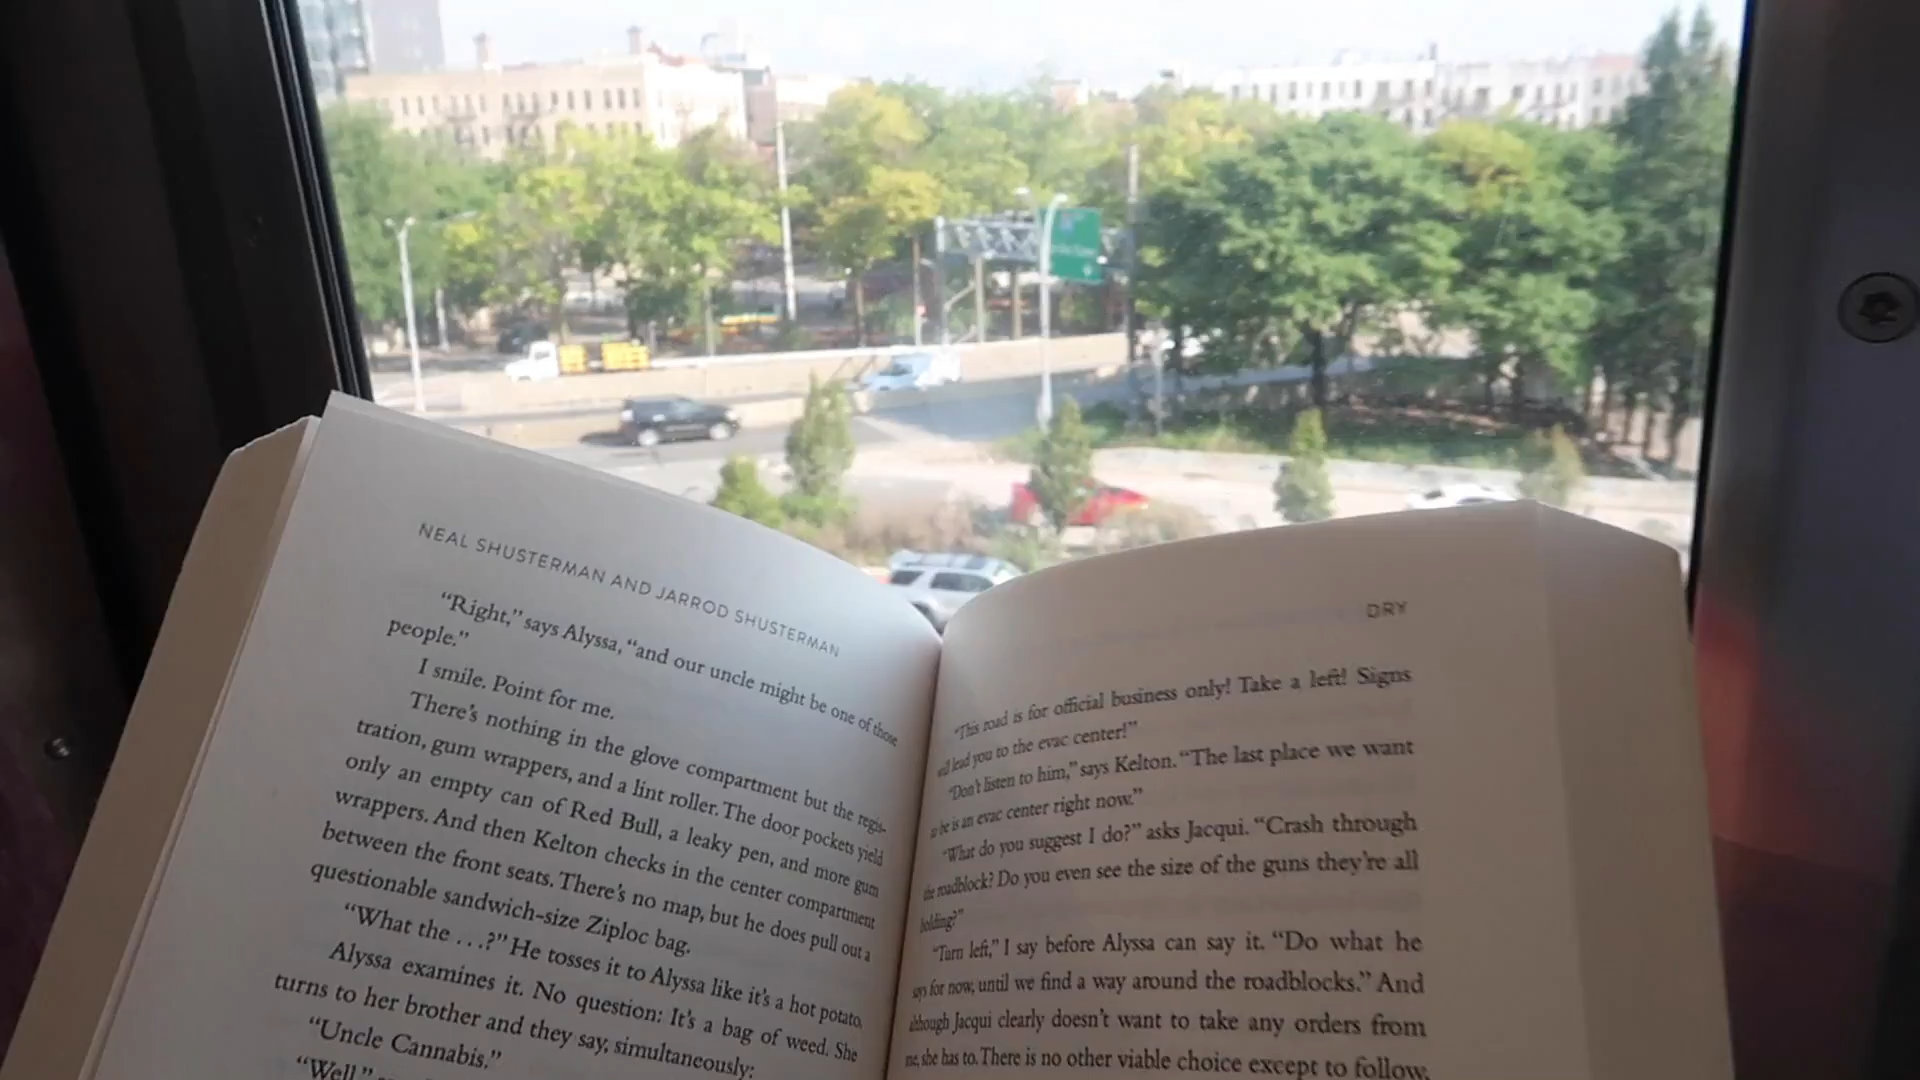 NEAL SHUSTERMAN AND JARROD SHUSTERMAN
“Right,” says Alyssa, “and our uncle might be one of those
people.”
I smile. Point for me.
There’s nothing in the glove compartment but the regis-
tration, gum wrappers, and a lint roller. The door pockets yield
only an empty can of Red Bull, a leaky pen, and more gum
wrappers. And then Kelton checks in the center compartment
between the front seats. There’s no map, but he does pull out a
questionable sandwich-size Ziploc bag.
“What the . . .?” He tosses it to Alyssa like it’s a hot potato.
Alyssa examines it. No question: It’s a bag of weed. She
turns to her brother and they say, simultaneously:
“Uncle Cannabis.”
“Well,”
DRY
“This road is for official business only! Take a left! Signs
will lead you to the evac center!”
“Don’t listen to him,” says Kelton. “The last place we want
to be is an evac center right now.”
“What do you suggest I do?” asks Jacqui. “Crash through
the roadblock? Do you even see the size of the guns they’re all
holding?”
“Turn left,” I say before Alyssa can say it. “Do what he
says for now, until we find a way around the roadblocks.” And
although Jacqui clearly doesn’t want to take any orders from
me, she has to. There is no other viable choice except to follow,